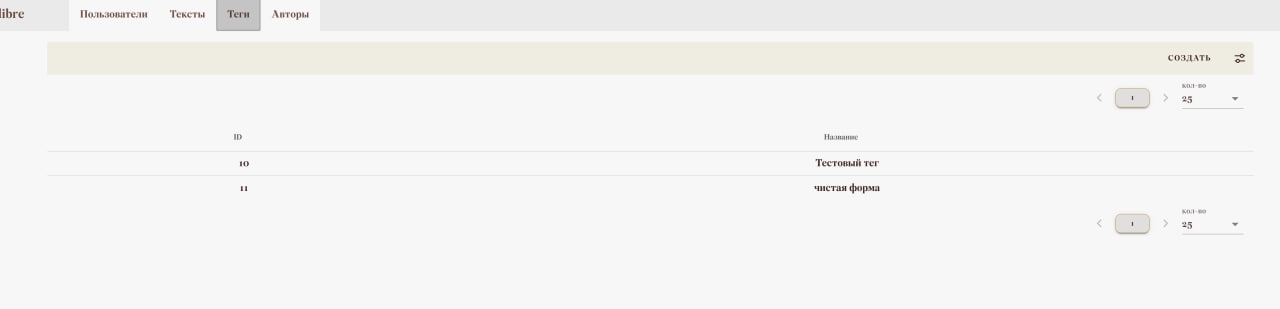 libre
Пользователи Тексты Теги Авторы
СОЗДАТЬ
кол-во
1 25
ID Название
10 Тестовый тег
11 чистая форма
кол-во
1 25